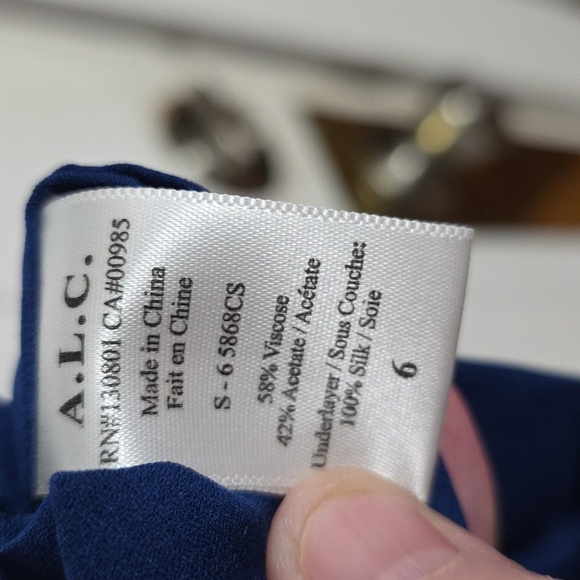 A.L.C.
RN#130801 CA#00985
Made in China
Fait en Chine
S - 6 5868CS
58% Viscose
42% Acetate / Acétate
Underlayer / Sous Couche:
100% Silk / Soie
6